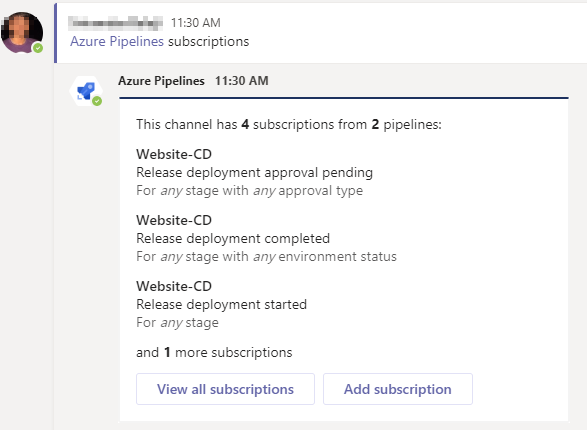 11:30 AM
Azure Pipelines subscriptions
Azure Pipelines 11:30 AM
This channel has 4 subscriptions from 2 pipelines:
Website-CD
Release deployment approval pending
For any stage with any approval type
Website-CD
Release deployment completed
For any stage with any environment status
Website-CD
Release deployment started
For any stage
and 1 more subscriptions
View all subscriptions Add subscription